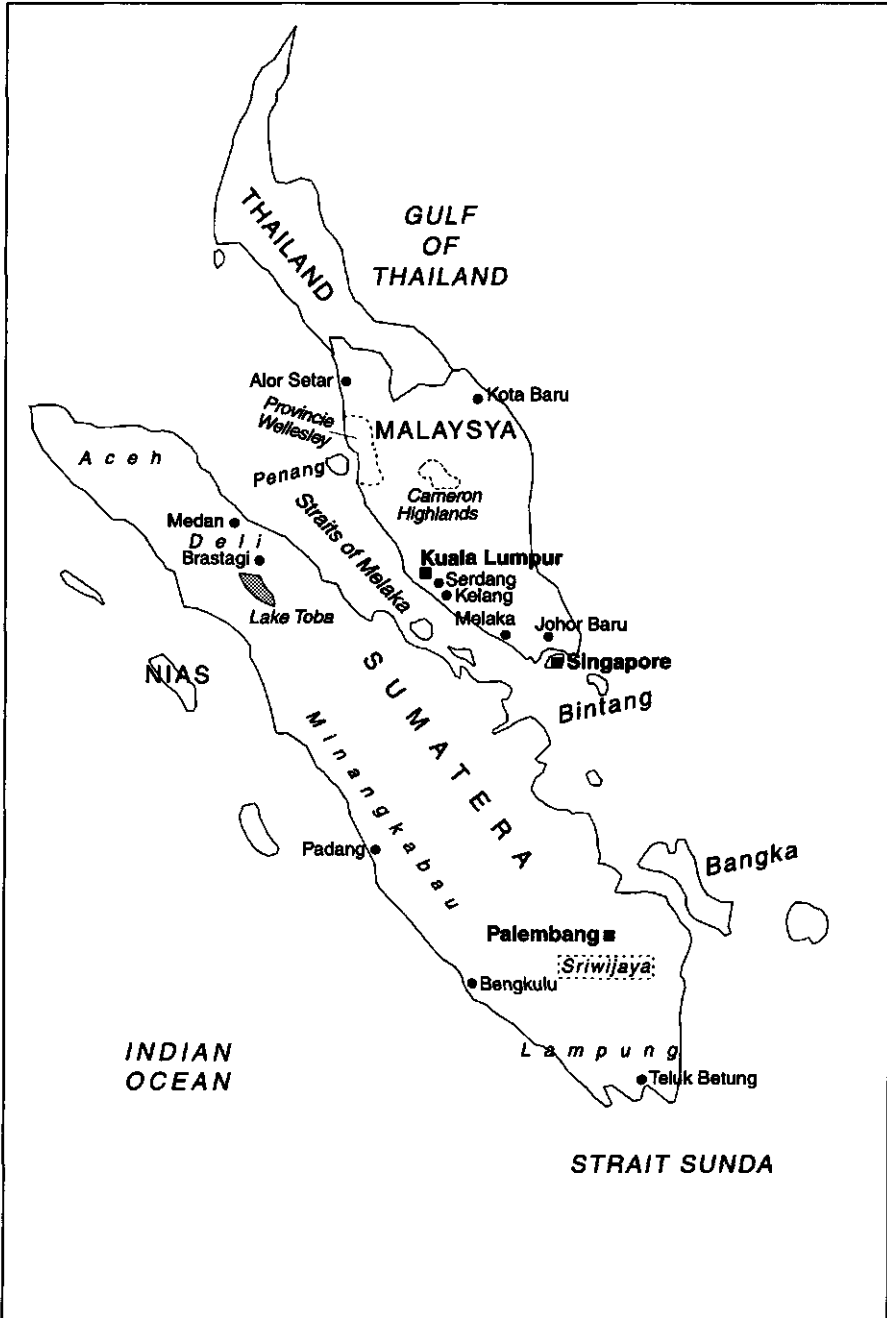 THAILAND
GULF
OF
THAILAND
Alor Setar
Kota Baru
Provincie
Wellesley
MALAYSYA
Aceh
Penang
Cameron
Highlands
Medan
Deli
Brastagi
Straits of Melaka
Kuala Lumpur
Serdang
Kelang
Lake Toba
Melaka
Johor Baru
Singapore
NIAS
SUMATERA
Bintang
Minangkabau
Padang
Bangka
Palembang
Sriwijaya
Bengkulu
Lampung
INDIAN
OCEAN
Teluk Betung
STRAIT SUNDA